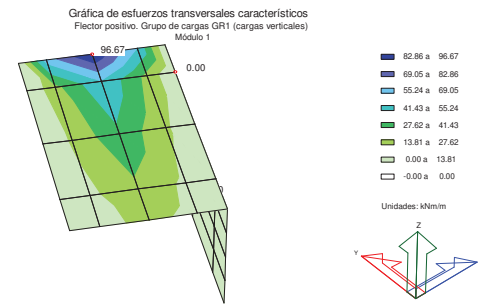 Gráfica de esfuerzos transversales característicos
Flector positivo. Grupo de cargas GR1 (cargas verticales)
Módulo 1
96.67
0.00
82.86 a 96.67
69.05 a 82.86
55.24 a 69.05
41.43 a 55.24
27.62 a 41.43
13.81 a 27.62
0.00 a 13.81
-0.00 a 0.00
Unidades: kNm/m
Z
Y